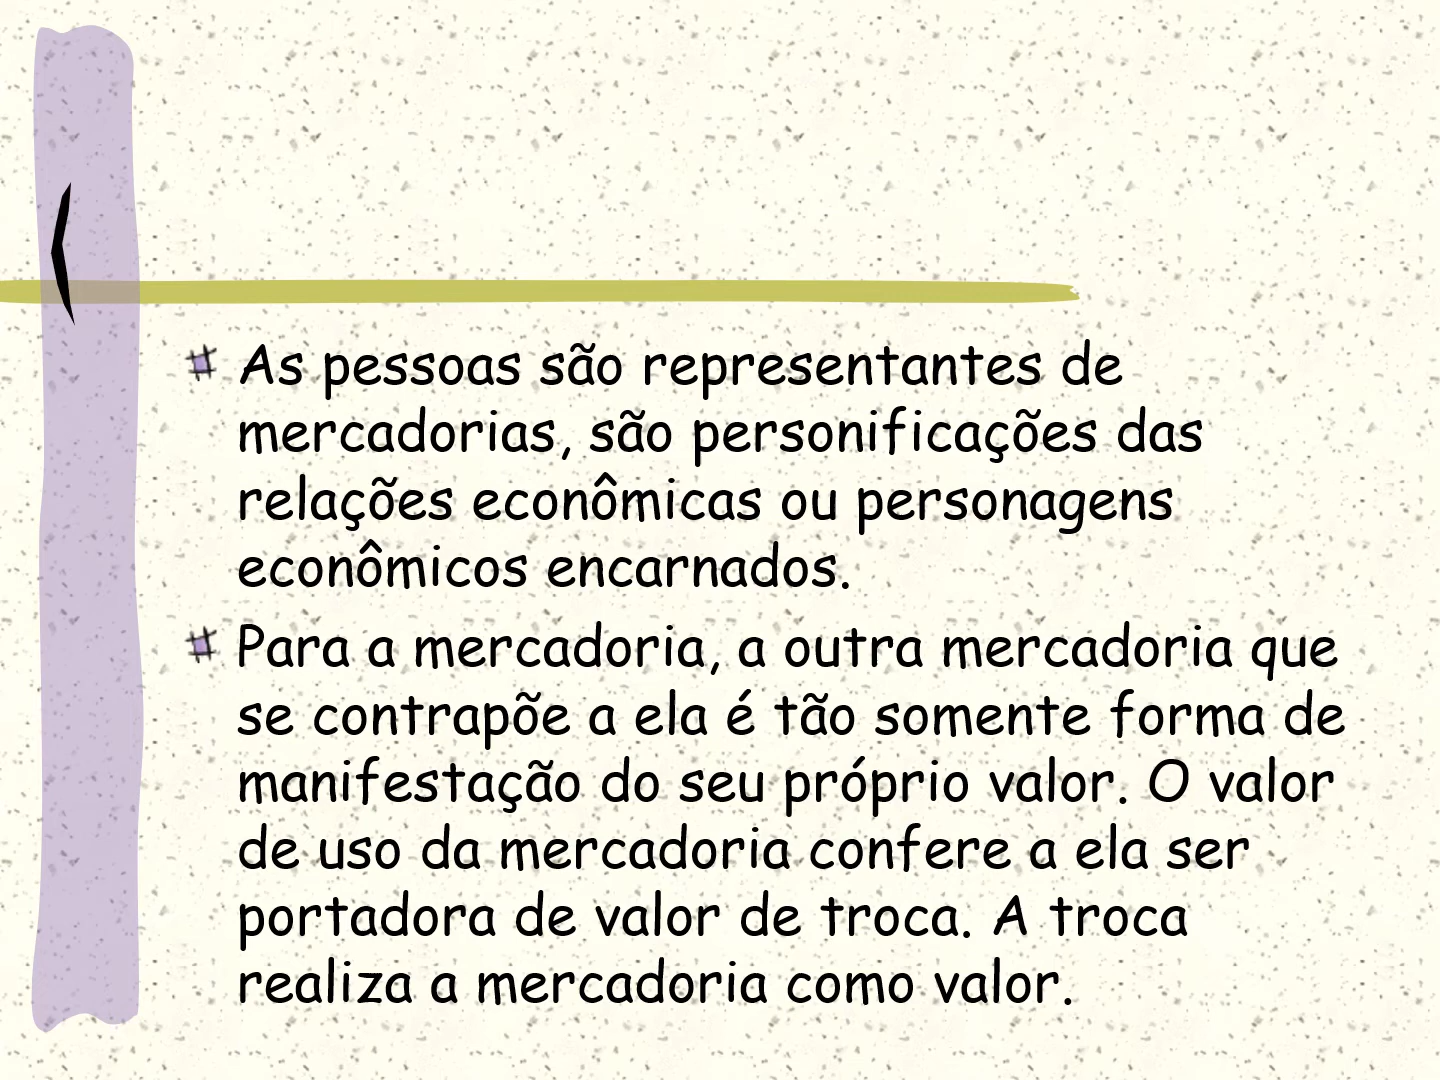 As pessoas são representantes de
mercadorias, são personificações das
relações econômicas ou personagens
econômicos encarnados.
Para a mercadoria, a outra mercadoria que
se contrapõe a ela é tão somente forma de
manifestação do seu próprio valor. O valor
de uso da mercadoria confere a ela ser
portadora de valor de troca. A troca
realiza a mercadoria como valor.